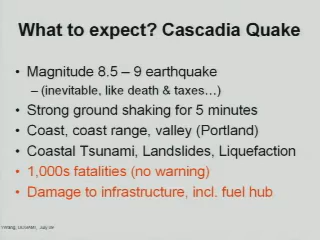 What to expect? Cascadia Quake
• Magnitude 8.5 – 9 earthquake
– (inevitable, like death & taxes…)
• Strong ground shaking for 5 minutes
• Coast, coast range, valley (Portland)
• Coastal Tsunami, Landslides, Liquefaction
• 1,000s fatalities (no warning)
• Damage to infrastructure, incl. fuel hub